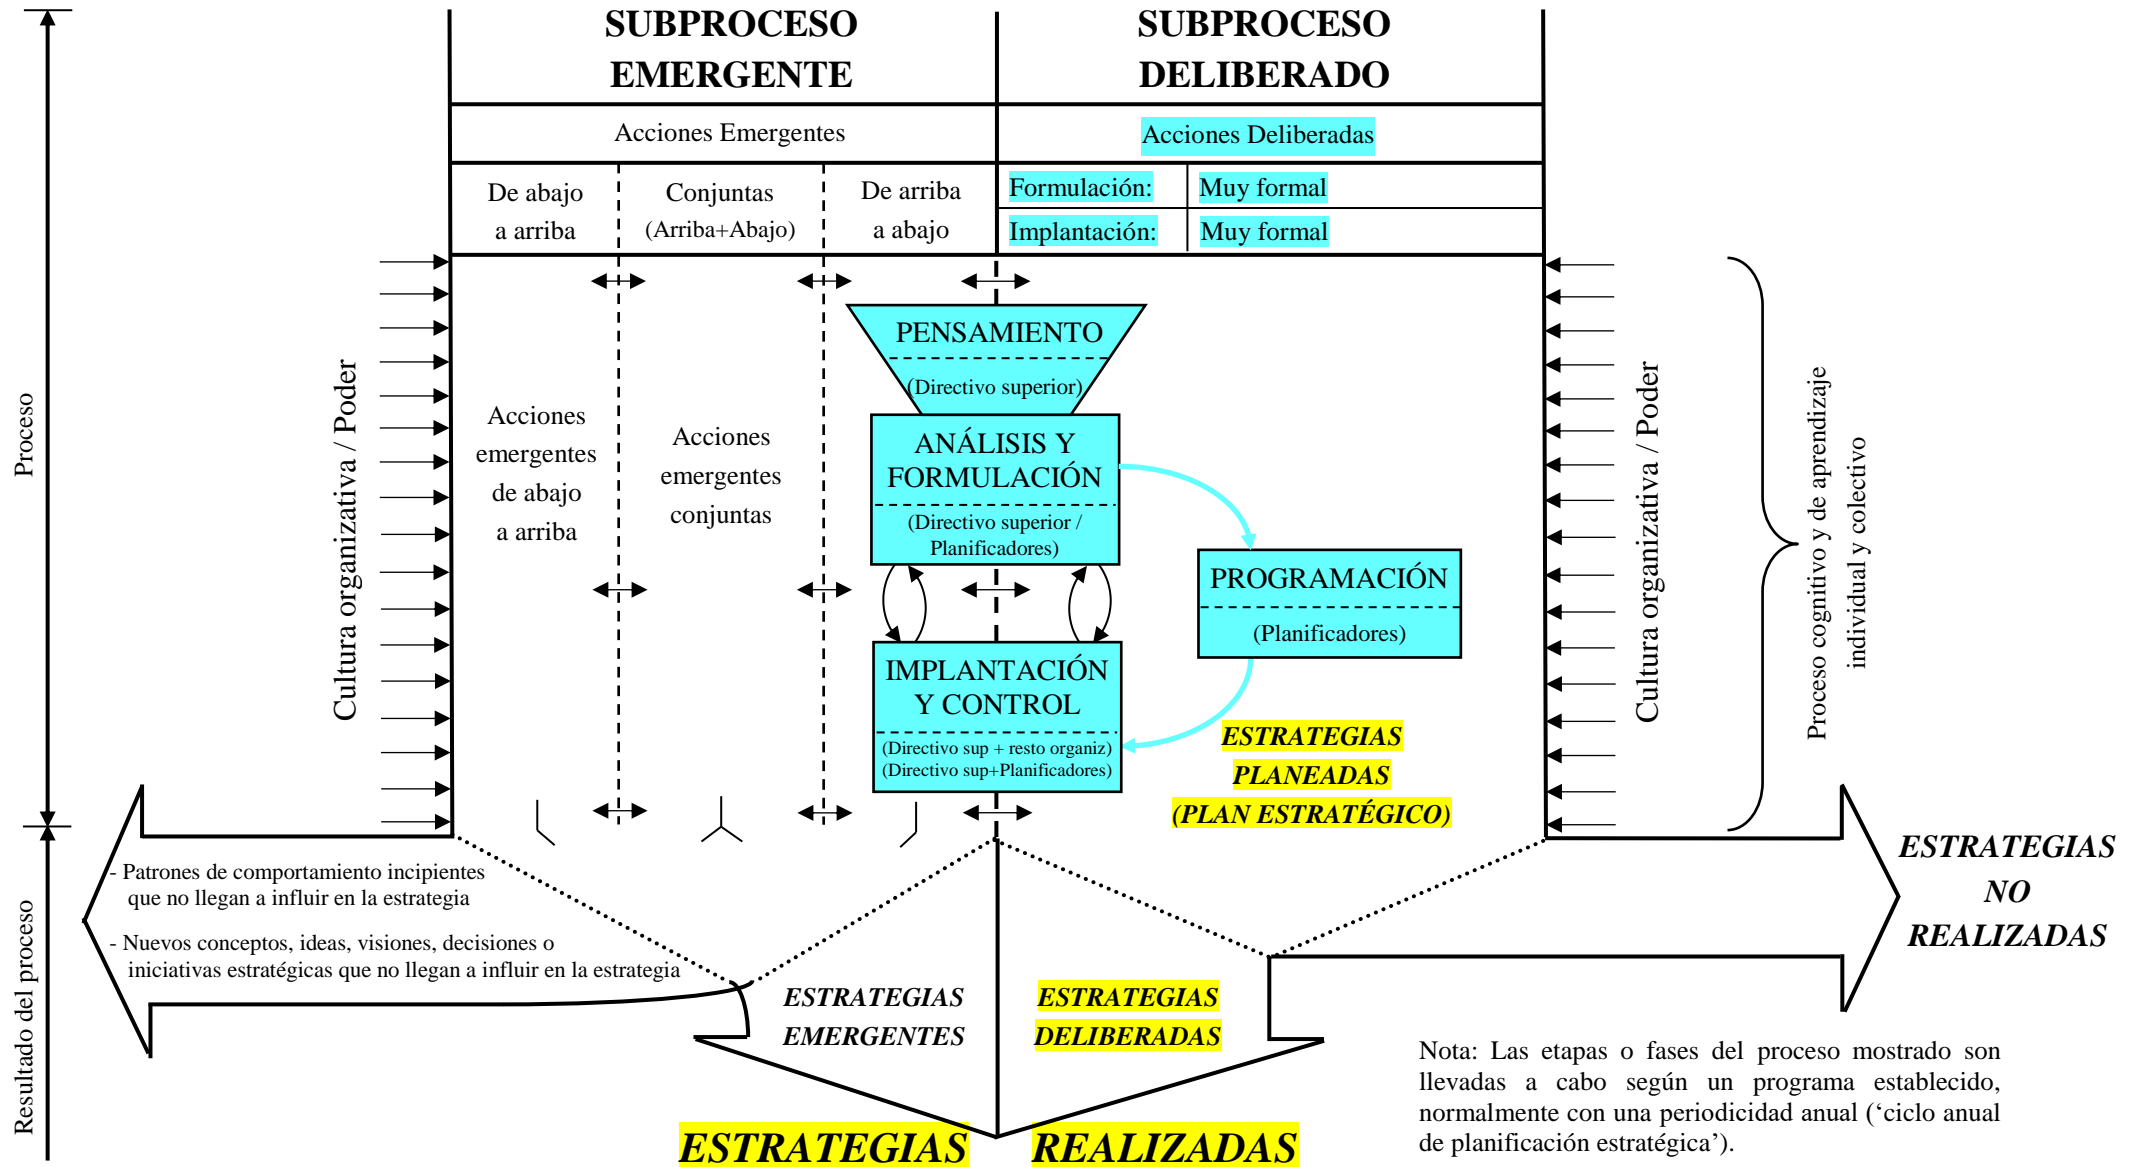 SUBPROCESO
EMERGENTE
SUBPROCESO
DELIBERADO
Acciones Emergentes
Acciones Deliberadas
De abajo
a arriba
Conjuntas
(Arriba+Abajo)
De arriba
a abajo
Formulación:
Muy formal
Implantación:
Muy formal
Proceso
Cultura organizativa / Poder
Acciones
emergentes
de abajo
a arriba
Acciones
emergentes
conjuntas
PENSAMIENTO
(Directivo superior)
ANÁLISIS Y
FORMULACIÓN
(Directivo superior /
Planificadores)
PROGRAMACIÓN
(Planificadores)
IMPLANTACIÓN
Y CONTROL
(Directivo sup + resto organiz)
(Directivo sup+Planificadores)
ESTRATEGIAS
PLANEADAS
(PLAN ESTRATÉGICO)
Cultura organizativa / Poder
Proceso cognitivo y de aprendizaje
individual y colectivo
Resultado del proceso
- Patrones de comportamiento incipientes
que no llegan a influir en la estrategia
- Nuevos conceptos, ideas, visiones, decisiones o
iniciativas estratégicas que no llegan a influir en la estrategia
ESTRATEGIAS
EMERGENTES
ESTRATEGIAS
DELIBERADAS
ESTRATEGIAS
NO
REALIZADAS
ESTRATEGIAS REALIZADAS
Nota: Las etapas o fases del proceso mostrado son
llevadas a cabo según un programa establecido,
normalmente con una periodicidad anual (‘ciclo anual
de planificación estratégica’).